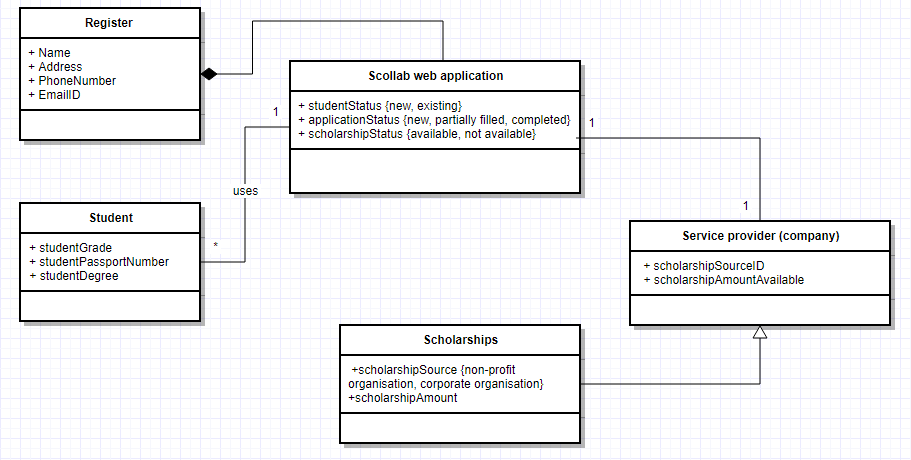 Register
+ Name
+ Address
+ PhoneNumber
+ EmailID
Scollab web application
+ studentStatus {new, existing}
+ applicationStatus {new, partially filled, completed}
+ scholarshipStatus {available, not available}
1
1
uses
Student
+ studentGrade
+ studentPassportNumber
+ studentDegree
*
1
Service provider (company)
+ scholarshipSourceID
+ scholarshipAmountAvailable
Scholarships
+scholarshipSource {non-profit
organisation, corporate organisation}
+scholarshipAmount